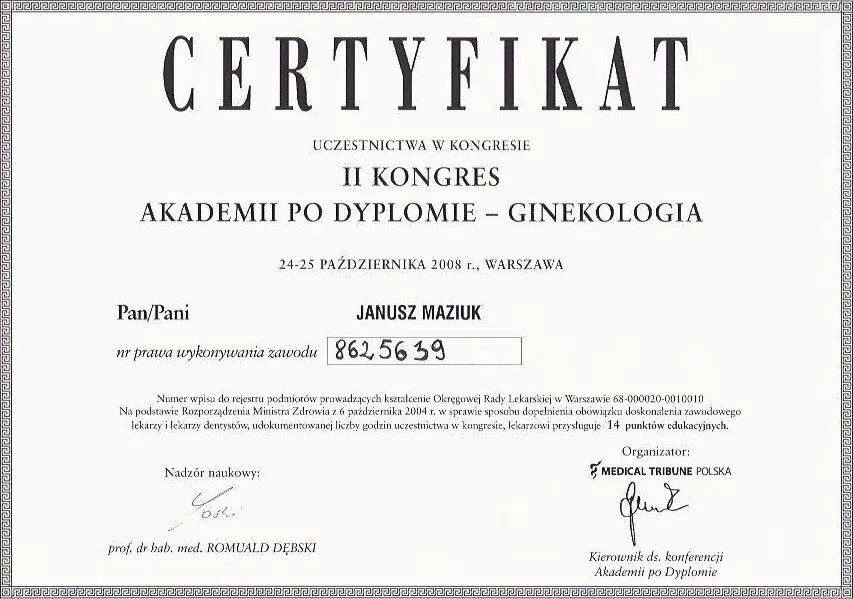 CERTYFIKAT
UCZESTNICTWA W KONGRESIE
II KONGRES
AKADEMII PO DYPLOMIE – GINEKOLOGIA
24-25 PAŹDZIERNIKA 2008 r., WARSZAWA
Pan/Pani JANUSZ MAZIUK
nr prawa wykonywania zawodu 8625639
Numer wpisu do rejestru podmiotów prowadzących kształcenie Okręgowej Rady Lekarskiej w Warszawie 68-000020-0010010
Na podstawie Rozporządzenia Ministra Zdrowia z 6 października 2004 r. w sprawie sposobu dopełnienia obowiązku doskonalenia zawodowego
lekarzy i lekarzy dentystów, udokumentowanej liczby godzin uczestnictwa w kongresie, lekarzowi przysługuje 14 punktów edukacyjnych.
Nadzór naukowy:
prof. dr hab. med. ROMUALD DĘBSKI
Organizator:
MEDICAL TRIBUNE POLSKA
Kierownik ds. konferencji
Akademii po Dyplomie